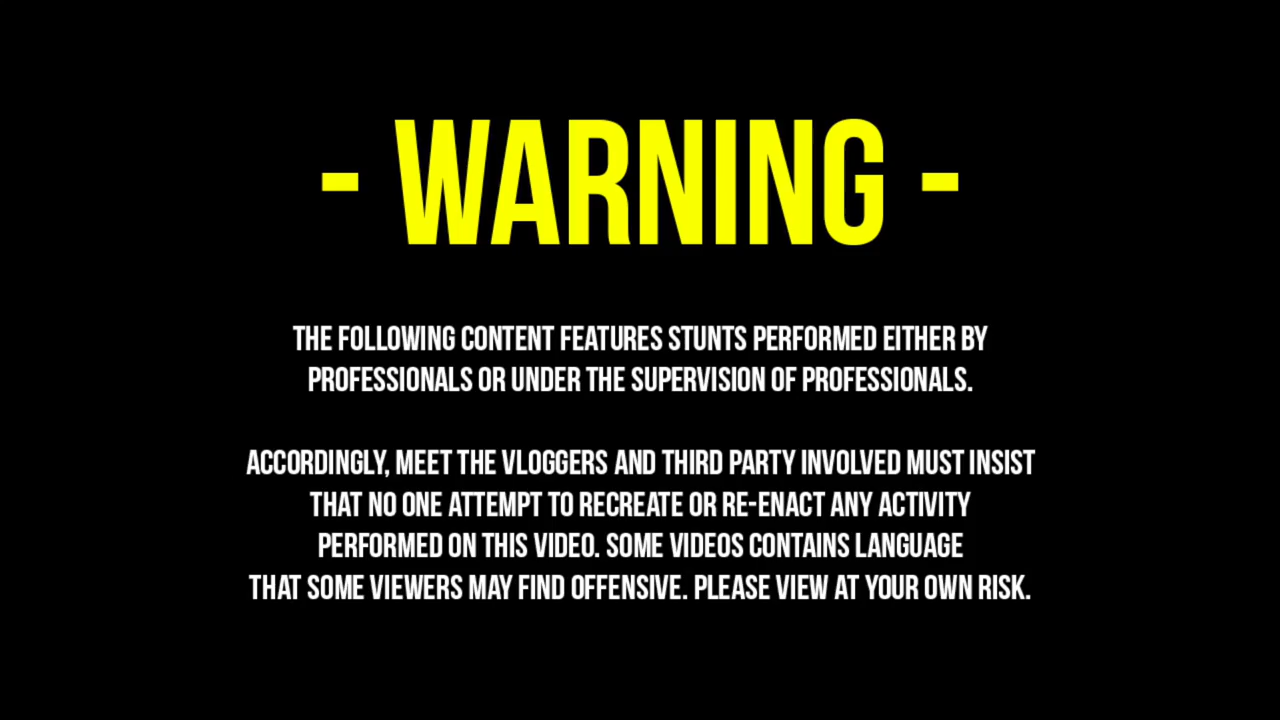 - WARNING -
THE FOLLOWING CONTENT FEATURES STUNTS PERFORMED EITHER BY
PROFESSIONALS OR UNDER THE SUPERVISION OF PROFESSIONALS.
ACCORDINGLY, MEET THE VLOGGERS AND THIRD PARTY INVOLVED MUST INSIST
THAT NO ONE ATTEMPT TO RECREATE OR RE-ENACT ANY ACTIVITY
PERFORMED ON THIS VIDEO. SOME VIDEOS CONTAINS LANGUAGE
THAT SOME VIEWERS MAY FIND OFFENSIVE. PLEASE VIEW AT YOUR OWN RISK.